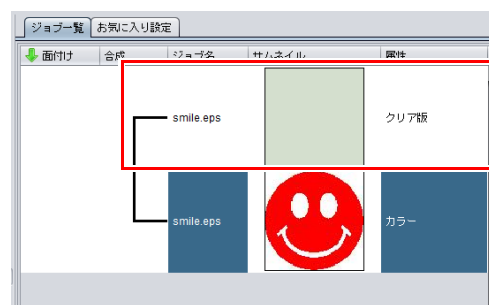 ジョブ一覧 お気に入り設定
面付け 合成 ジョブ名 サムネイル 属性
smile.eps クリア版
smile.eps カラー